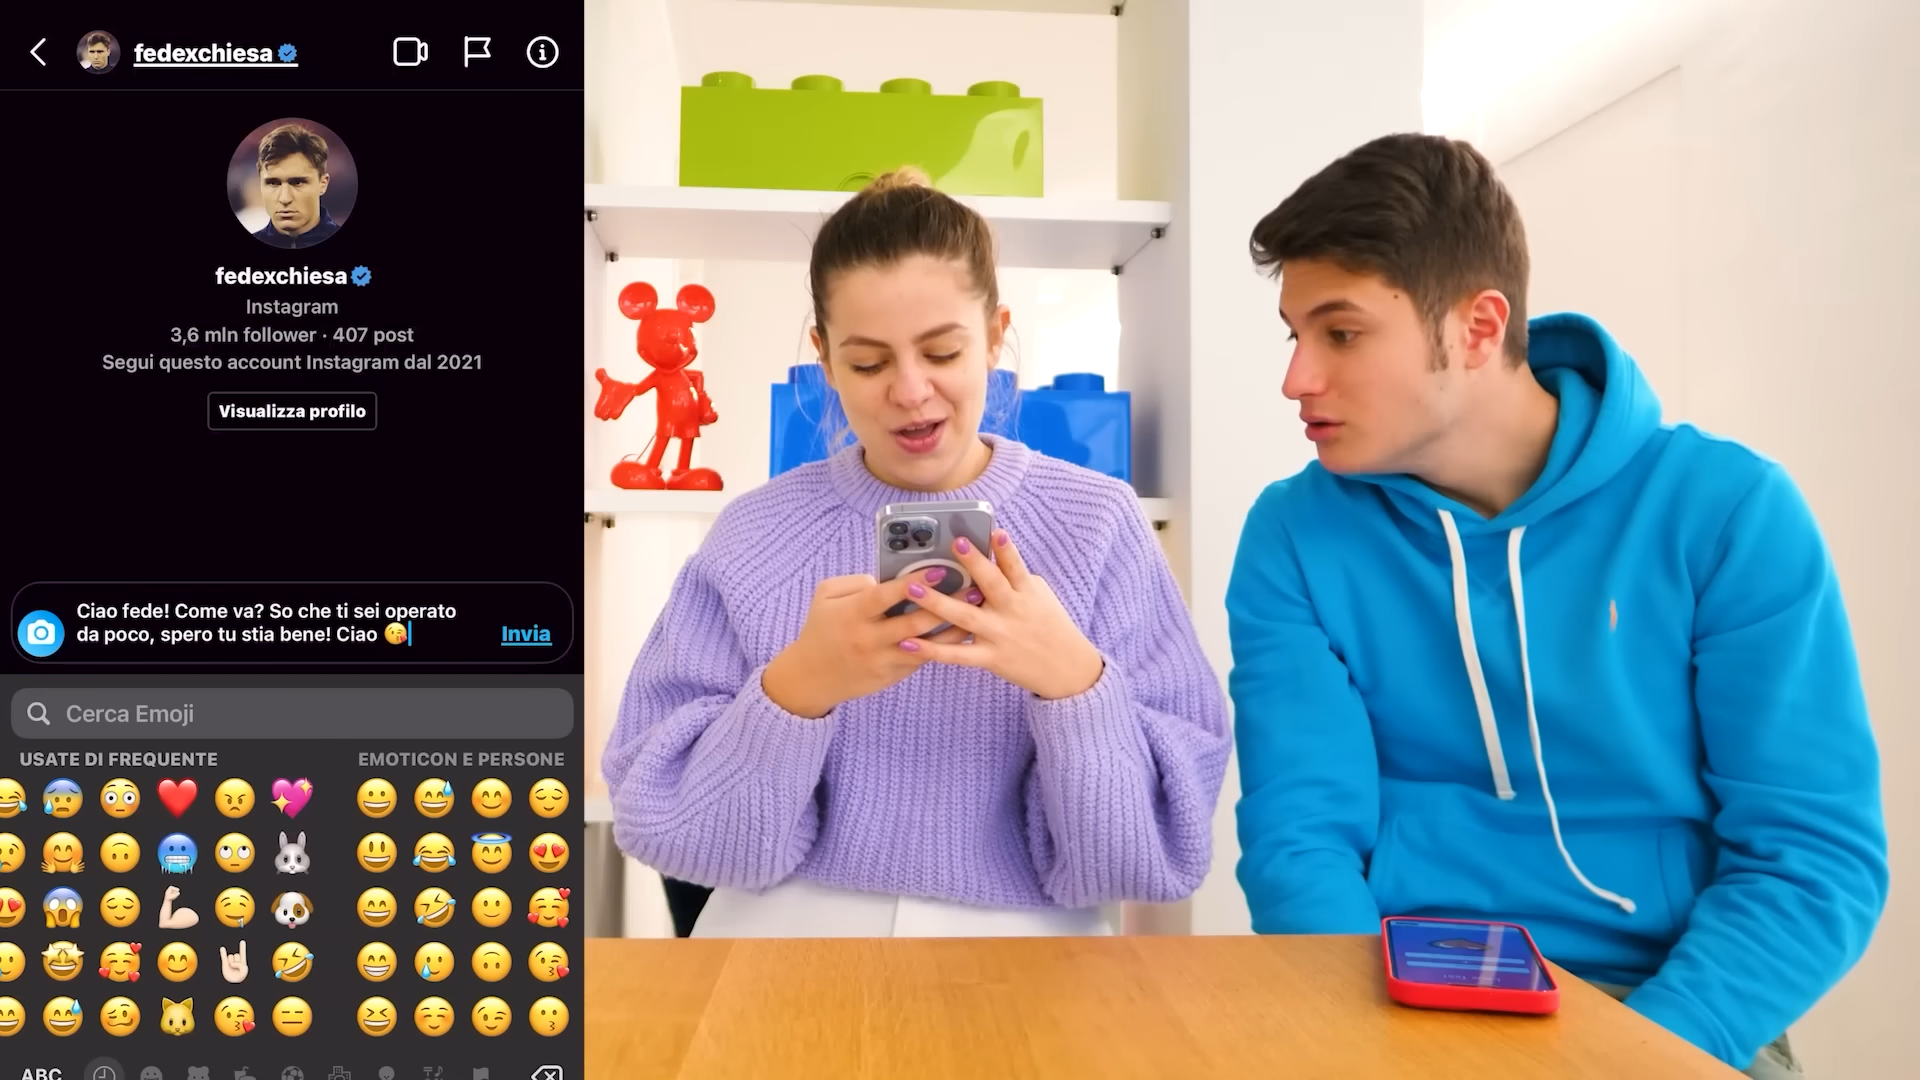 fedexchiesa
fedexchiesa
Instagram
3,6 mln follower · 407 post
Segui questo account Instagram dal 2021
Visualizza profilo
Ciao fede! Come va? So che ti sei operato
da poco, spero tu stia bene! Ciao 😘
Invia
Cerca Emoji
USATE DI FREQUENTE
EMOTICON E PERSONE
ABC